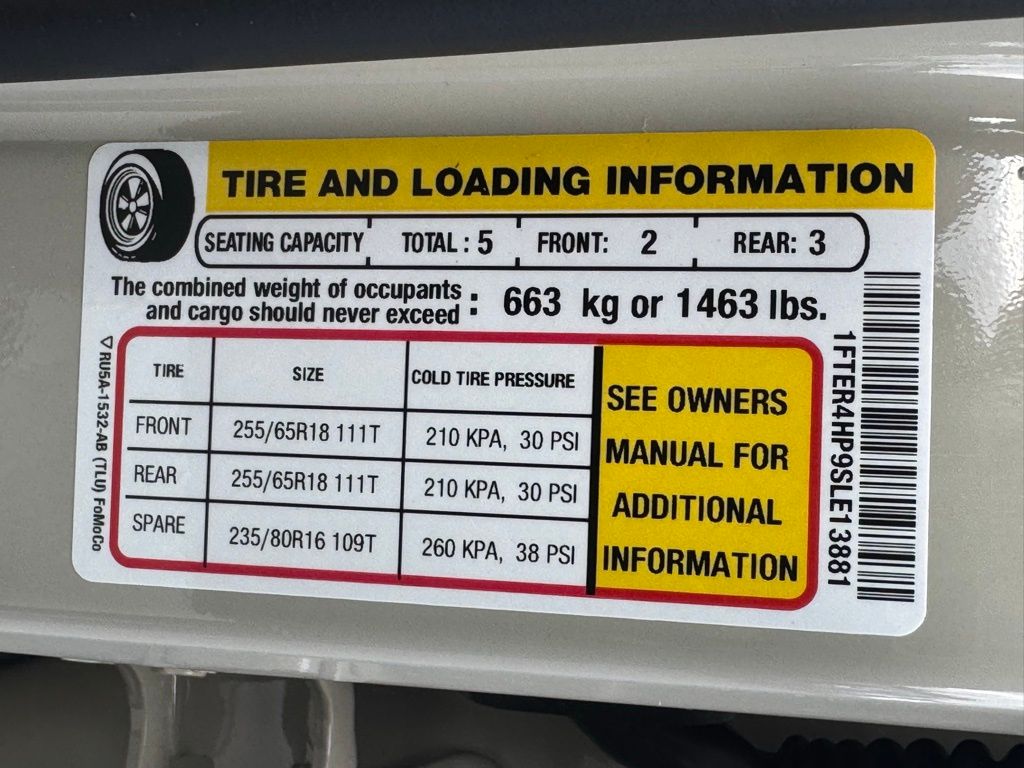 TIRE AND LOADING INFORMATION
SEATING CAPACITY TOTAL : 5 FRONT: 2 REAR: 3
The combined weight of occupants
and cargo should never exceed : 663 kg or 1463 lbs.
TIRE SIZE COLD TIRE PRESSURE
FRONT 255/65R18 111T 210 KPA, 30 PSI
REAR 255/65R18 111T 210 KPA, 30 PSI
SPARE 235/80R16 109T 260 KPA, 38 PSI
SEE OWNERS
MANUAL FOR
ADDITIONAL
INFORMATION
▽ RU5A-1532-AB (TLU) FoMoCo
1FTER4HP9SLE13881